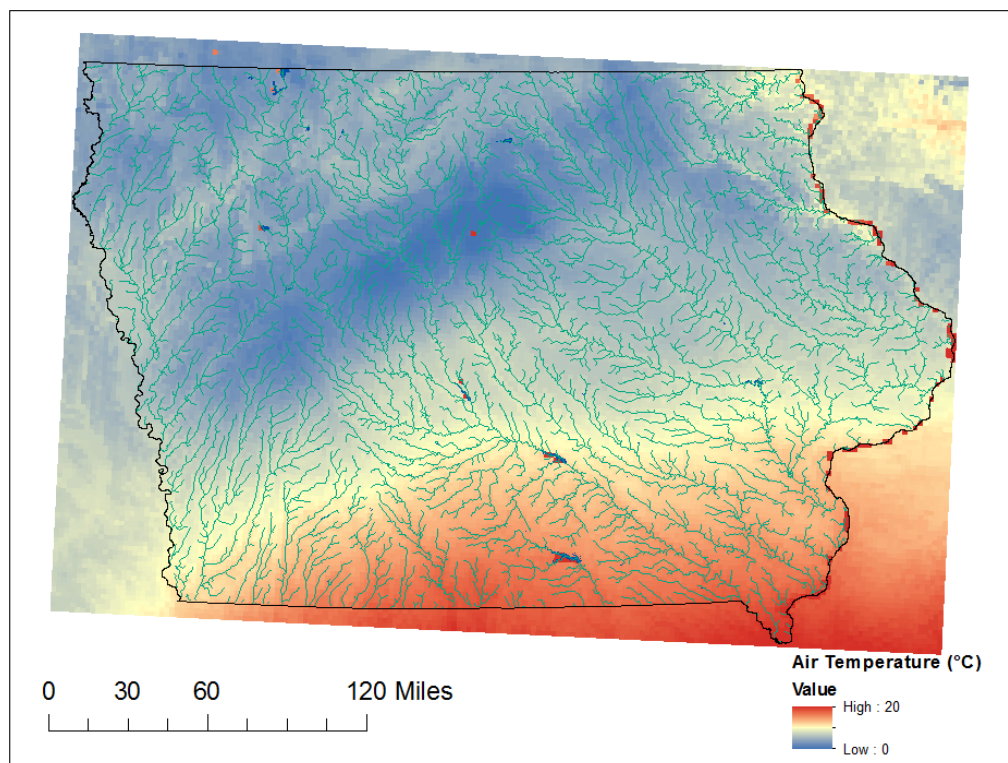 0 30 60 120 Miles
Air Temperature (°C)
Value
High : 20
Low : 0